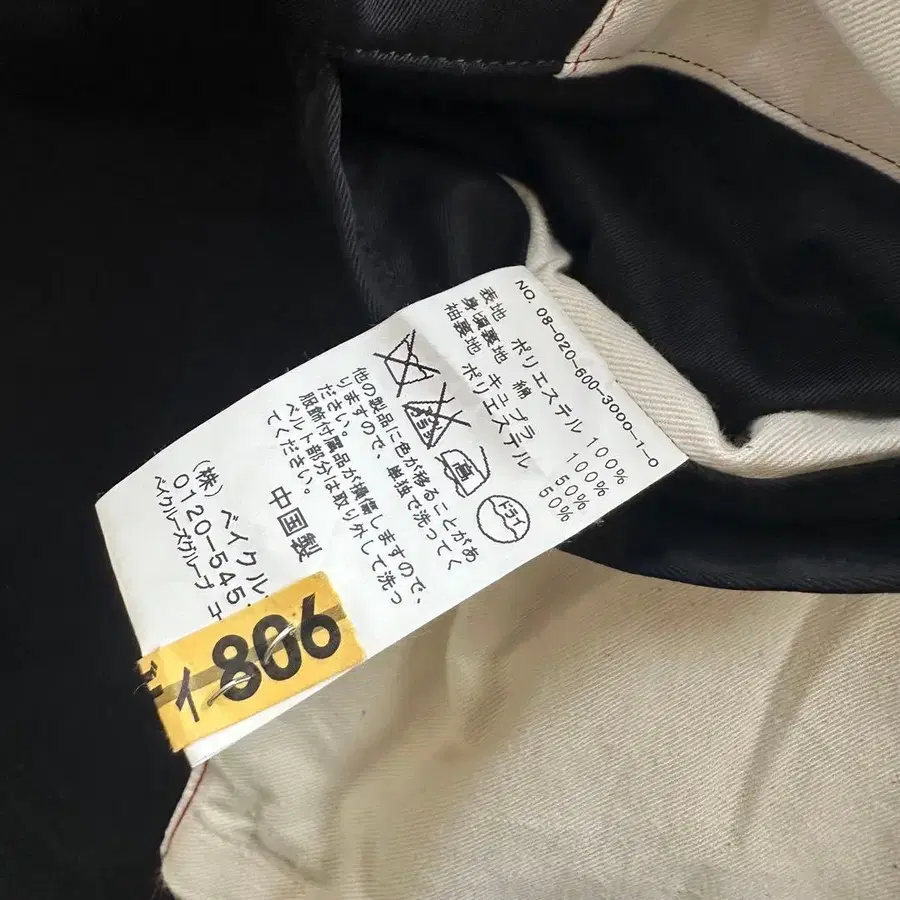 NO. 08-020-600-3000-1-0
表地 ポリエステル 100%
身頃裏地 綿 100%
袖裏地 キュプラ 50%
ポリエステル 50%
高
ドライ
他の製品に色が移ることがあ
りますので、単独で洗ってく
ださい。
服飾付属品が損傷しますので、
ベルト部分は取り外して洗っ
てください。
中国製
(株) ベイクル
0120-545
ベイクルーズグループ ユ
イ 806